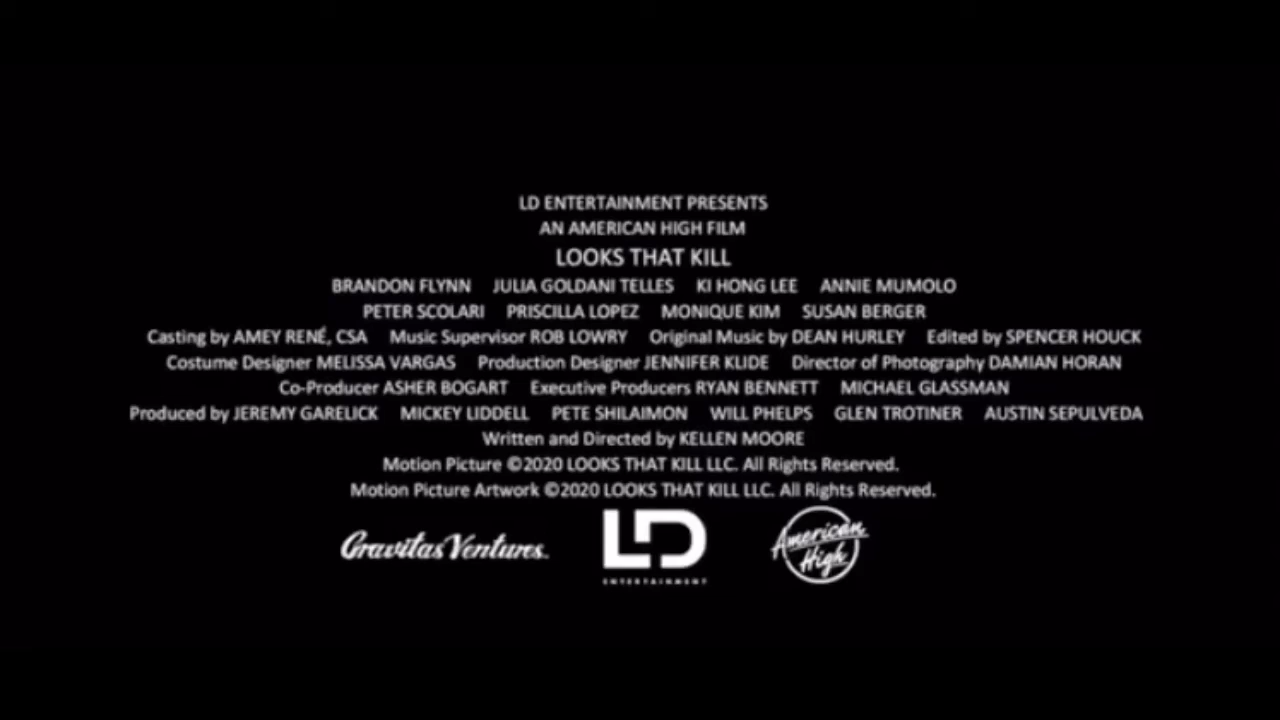 LD ENTERTAINMENT PRESENTS
AN AMERICAN HIGH FILM
LOOKS THAT KILL
BRANDON FLYNN JULIA GOLDANI TELLES KI HONG LEE ANNIE MUMOLO
PETER SCOLARI PRISCILLA LOPEZ MONIQUE KIM SUSAN BERGER
Casting by AMEY RENÉ, CSA Music Supervisor ROB LOWRY Original Music by DEAN HURLEY Edited by SPENCER HOUCK
Costume Designer MELISSA VARGAS Production Designer JENNIFER KLIDE Director of Photography DAMIAN HORAN
Co-Producer ASHER BOGART Executive Producers RYAN BENNETT MICHAEL GLASSMAN
Produced by JEREMY GARELICK MICKEY LIDDELL PETE SHILAIMON WILL PHELPS GLEN TROTINER AUSTIN SEPULVEDA
Written and Directed by KELLEN MOORE
Motion Picture ©2020 LOOKS THAT KILL LLC. All Rights Reserved.
Motion Picture Artwork ©2020 LOOKS THAT KILL LLC. All Rights Reserved.
Gravitas Ventures LD American High
ENTERTAINMENT